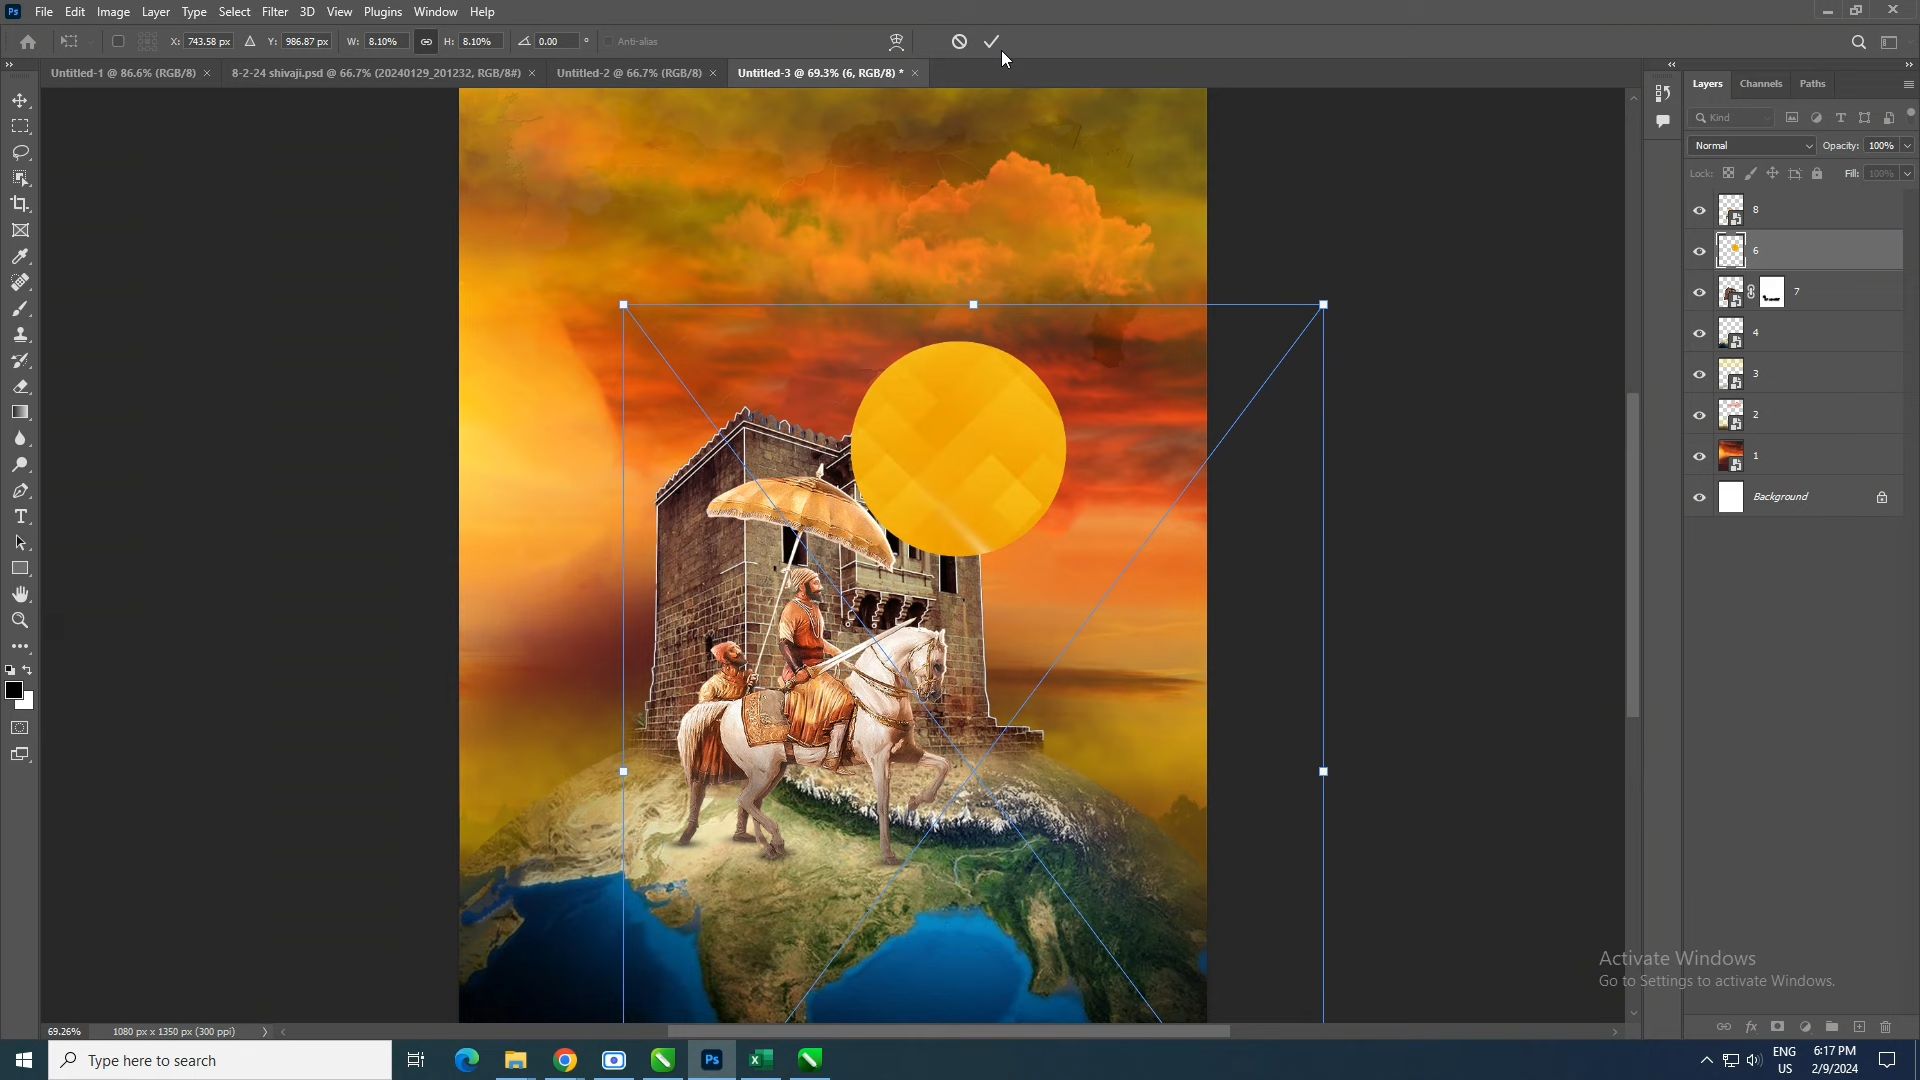 Ps File Edit Image Layer Type Select Filter 3D View Plugins Window Help
X: 743.58 px Y: 986.87 px W: 8.10% H: 8.10% 0.00 ° Anti-alias
Untitled-1 @ 86.6% (RGB/8) × 8-2-24 shivaji.psd @ 66.7% (20240129_201232, RGB/8#) × Untitled-2 @ 66.7% (RGB/8) × Untitled-3 @ 69.3% (6, RGB/8) * ×
Layers Channels Paths
Kind
Normal Opacity: 100%
Lock: Fill: 100%
8
6
7
4
3
2
1
Background
Activate Windows
Go to Settings to activate Windows.
69.26% 1080 px x 1350 px (300 ppi)
Type here to search
Ps
ENG
US
6:17 PM
2/9/2024